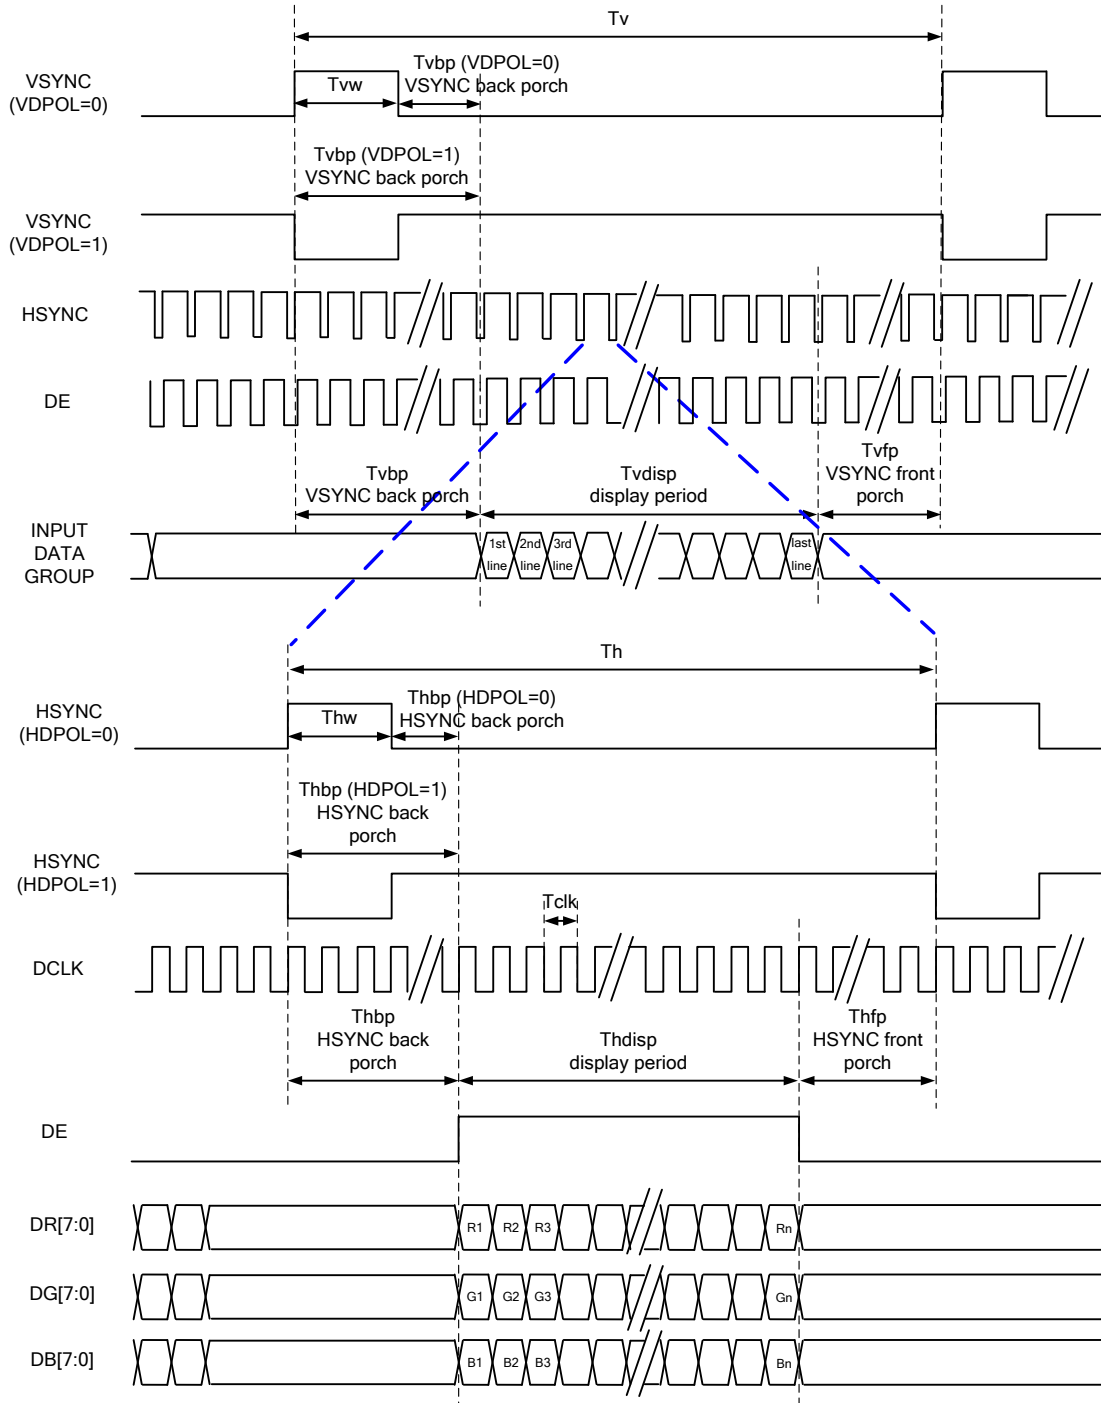 Tv
VSYNC
(VDPOL=0)
Tvw
Tvbp (VDPOL=0)
VSYNC back porch
Tvbp (VDPOL=1)
VSYNC back porch
VSYNC
(VDPOL=1)
HSYNC
DE
Tvbp
VSYNC back porch
Tvdisp
display period
Tvfp
VSYNC front
porch
INPUT
DATA
GROUP
1st
line
2nd
line
3rd
line
last
line
Th
HSYNC
(HDPOL=0)
Thw
Thbp (HDPOL=0)
HSYNC back porch
Thbp (HDPOL=1)
HSYNC back
porch
HSYNC
(HDPOL=1)
Tclk
DCLK
Thbp
HSYNC back
porch
Thdisp
display period
Thfp
HSYNC front
porch
DE
DR[7:0]
R1 R2 R3 Rn
DG[7:0]
G1 G2 G3 Gn
DB[7:0]
B1 B2 B3 Bn